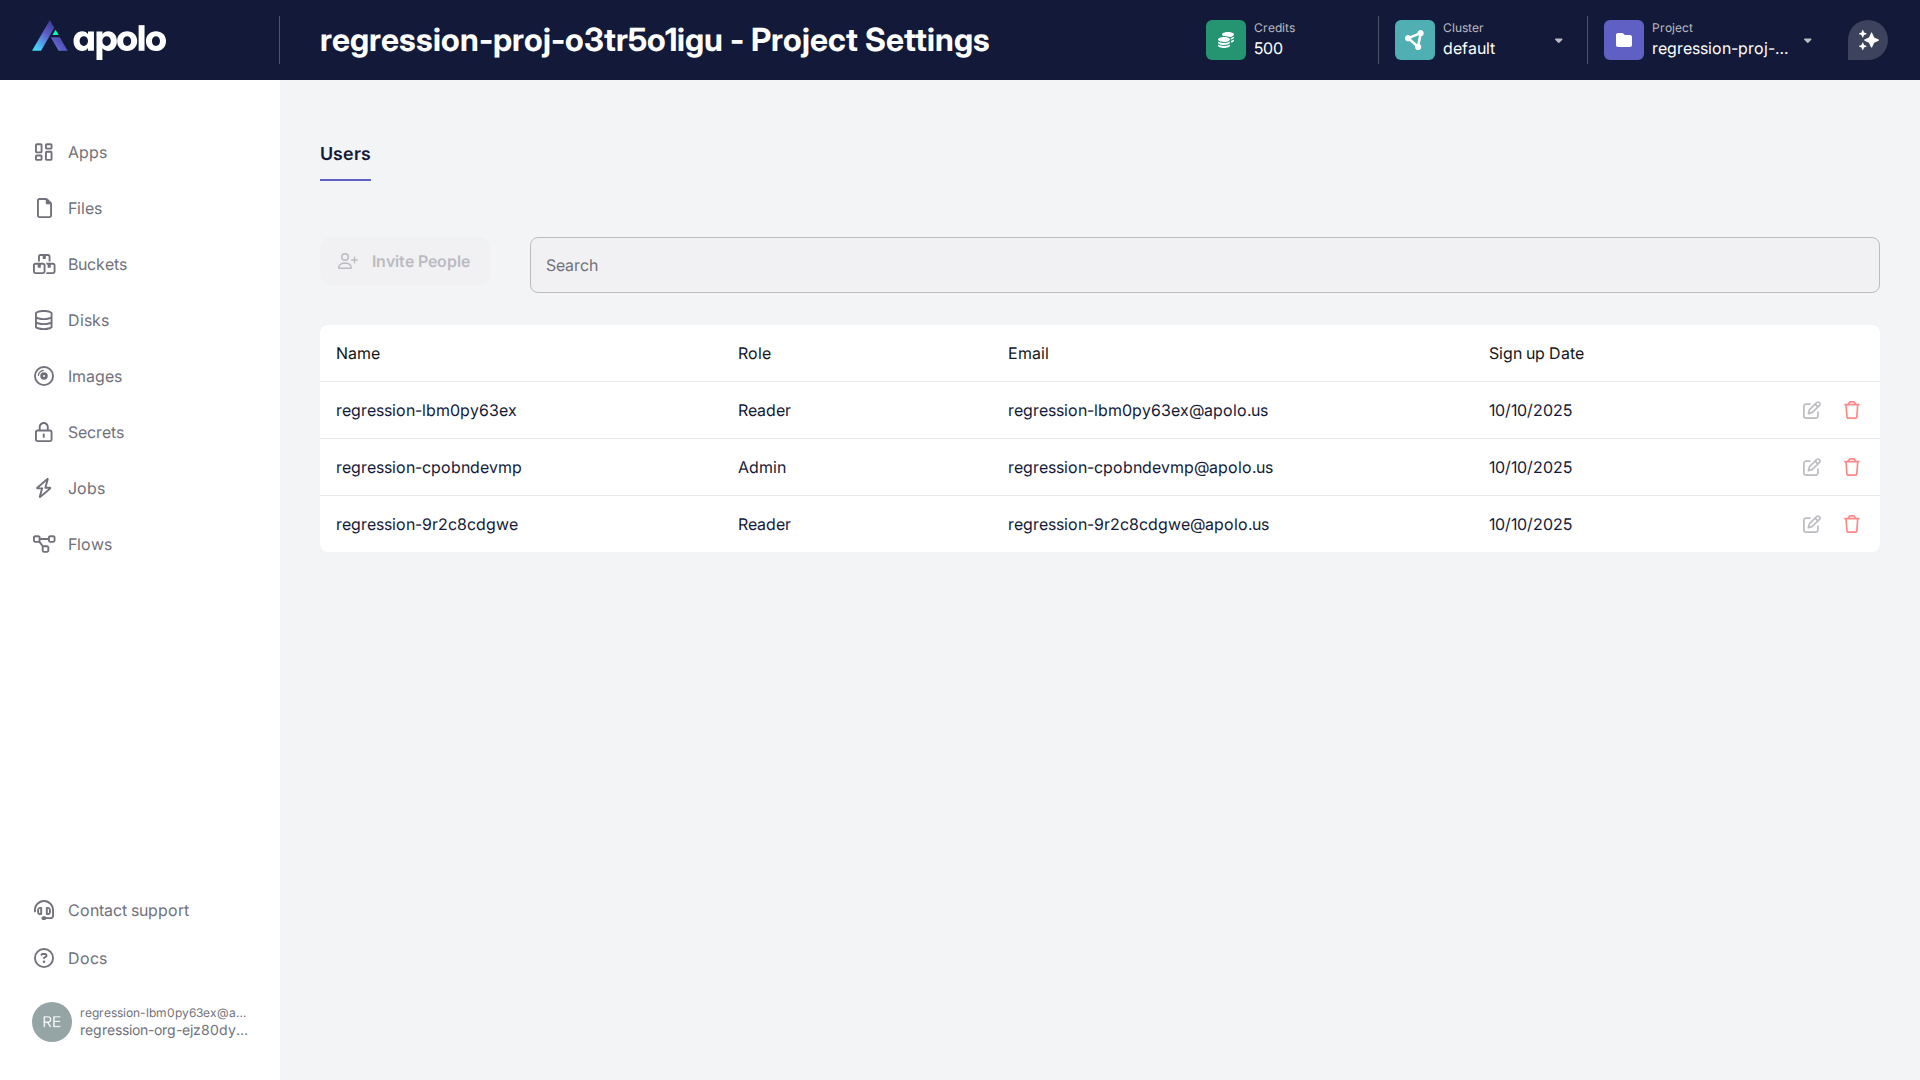 apolo
regression-proj-o3tr5o1igu - Project Settings
Credits
500
Cluster
default
Project
regression-proj-...
Apps
Files
Buckets
Disks
Images
Secrets
Jobs
Flows
Contact support
Docs
RE
regression-lbm0py63ex@a...
regression-org-ejz80dy...
Users
Invite People
Search
Name Role Email Sign up Date
regression-lbm0py63ex Reader regression-lbm0py63ex@apolo.us 10/10/2025
regression-cpobndevmp Admin regression-cpobndevmp@apolo.us 10/10/2025
regression-9r2c8cdgwe Reader regression-9r2c8cdgwe@apolo.us 10/10/2025